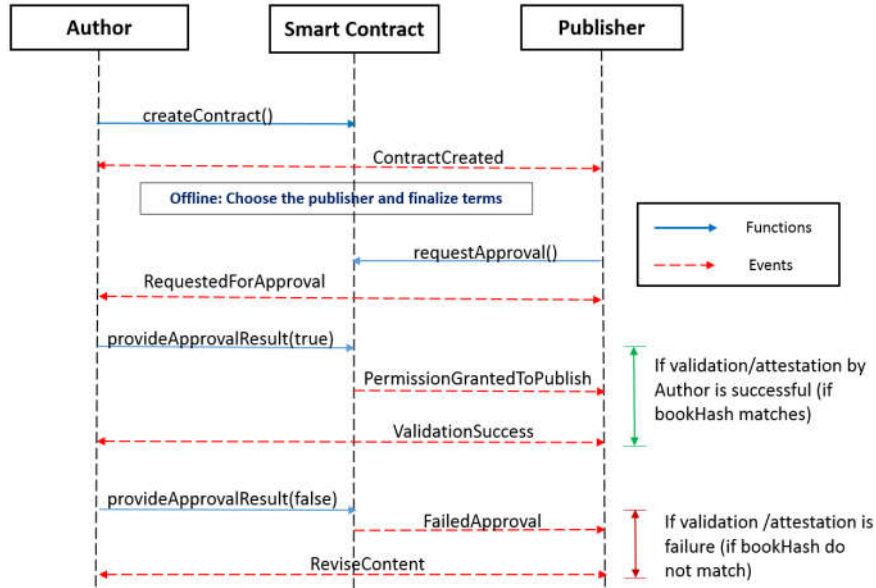 Author
Smart Contract
Publisher
createContract()
ContractCreated
Offline: Choose the publisher and finalize terms
Functions
requestApproval()
Events
RequestedForApproval
provideApprovalResult(true)
If validation/attestation by
PermissionGrantedToPublish
Author is successful (if
bookHash matches)
ValidationSuccess
provideApprovalResult(false)
FailedApproval
If validation /attestation is
failure (if bookHash do
not match)
ReviseContent